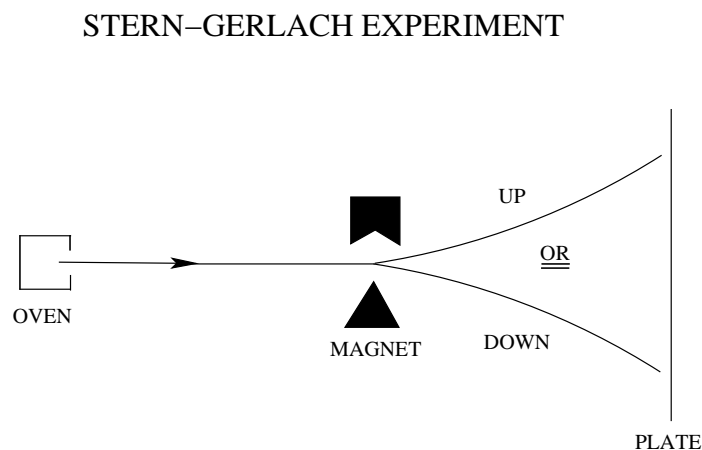 STERN–GERLACH EXPERIMENT
UP
OR
OVEN
MAGNET
DOWN
PLATE